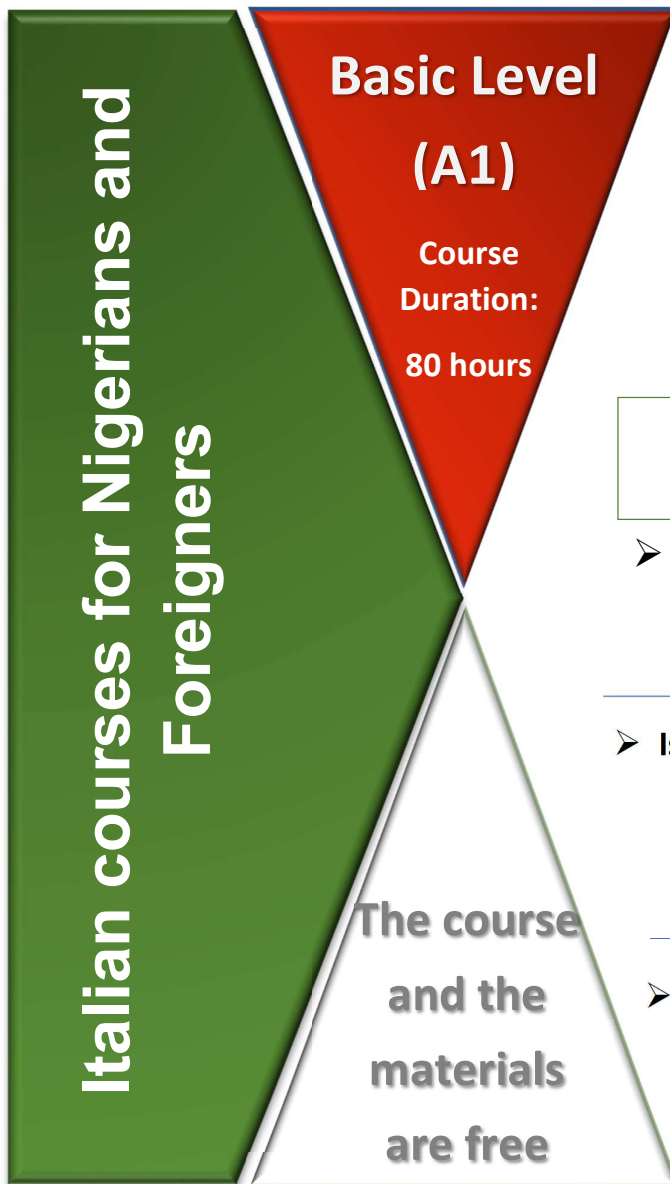 Italian courses for Nigerians and
Foreigners
Basic Level
(A1)
Course
Duration:
80 hours
The course
and the
materials
are free